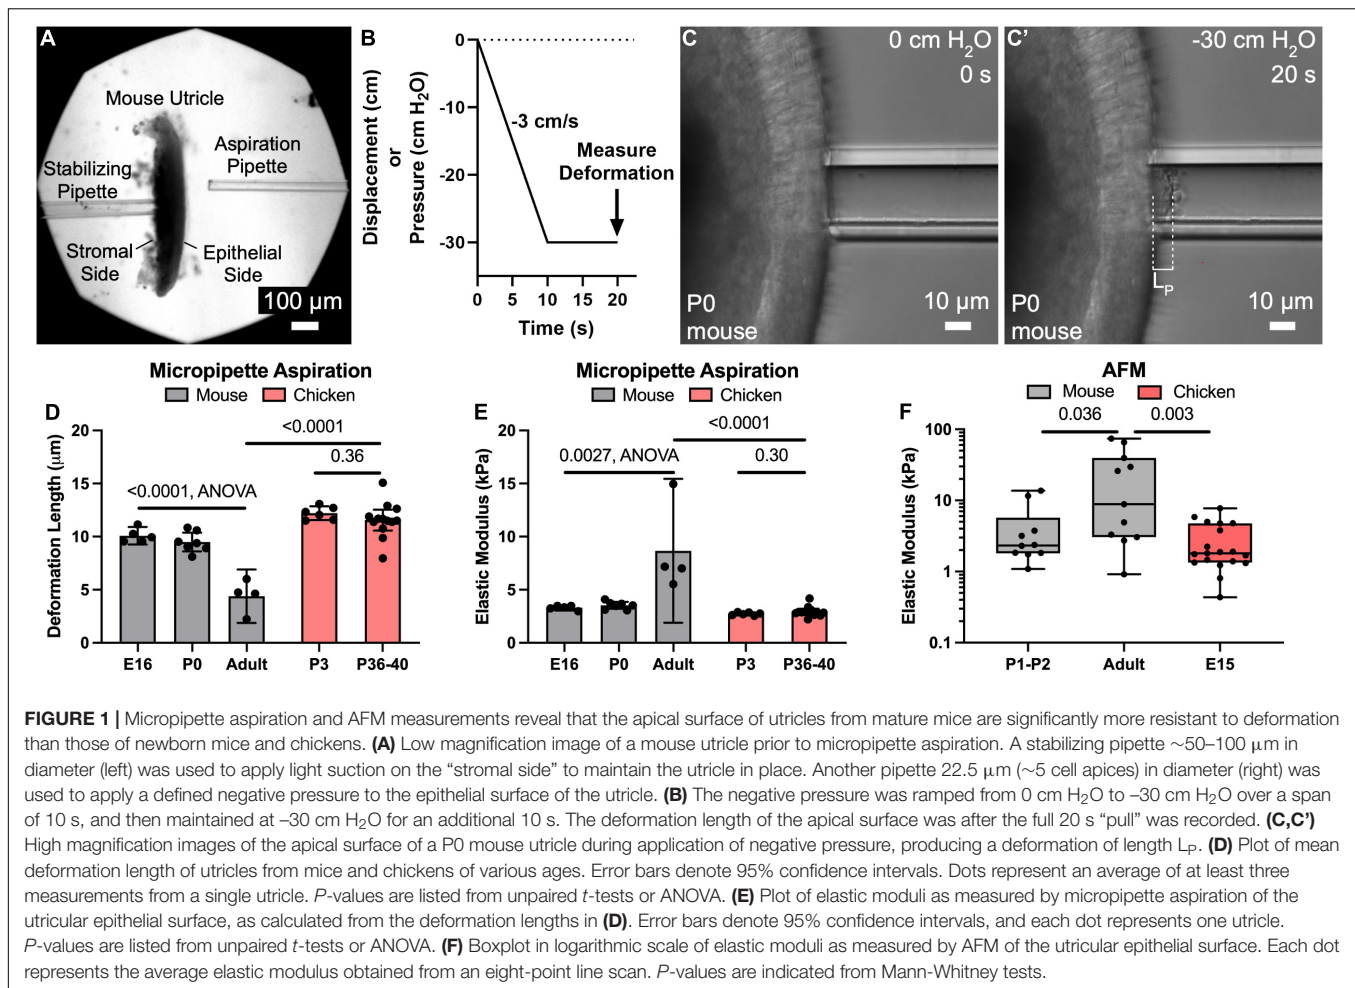 A
Mouse Utricle
Stabilizing
Pipette
Aspiration
Pipette
Stromal
Side
Epithelial
Side
100 μm
B
Displacement (cm)
or
Pressure (cm H2O)
0
-10
-20
-30
-3 cm/s
Measure
Deformation
0 5 10 15 20
Time (s)
C
0 cm H2O
0 s
P0
mouse
10 μm
C’
-30 cm H2O
20 s
LP
P0
mouse
10 μm
Micropipette Aspiration
Mouse Chicken
D
Deformation Length (μm)
20
15
10
5
0
<0.0001
0.36
<0.0001, ANOVA
E16 P0 Adult P3 P36-40
Micropipette Aspiration
Mouse Chicken
E
Elastic Modulus (kPa)
20
15
10
5
0
<0.0001
0.0027, ANOVA
0.30
E16 P0 Adult P3 P36-40
AFM
Mouse Chicken
F
0.036 0.003
Elastic Modulus (kPa)
100
10
1
0.1
P1-P2 Adult E15
FIGURE 1 | Micropipette aspiration and AFM measurements reveal that the apical surface of utricles from mature mice are significantly more resistant to deformation
than those of newborn mice and chickens. (A) Low magnification image of a mouse utricle prior to micropipette aspiration. A stabilizing pipette ∼50–100 μm in
diameter (left) was used to apply light suction on the “stromal side” to maintain the utricle in place. Another pipette 22.5 μm (∼5 cell apices) in diameter (right) was
used to apply a defined negative pressure to the epithelial surface of the utricle. (B) The negative pressure was ramped from 0 cm H2O to –30 cm H2O over a span
of 10 s, and then maintained at –30 cm H2O for an additional 10 s. The deformation length of the apical surface was after the full 20 s “pull” was recorded. (C,C’)
High magnification images of the apical surface of a P0 mouse utricle during application of negative pressure, producing a deformation of length LP. (D) Plot of mean
deformation length of utricles from mice and chickens of various ages. Error bars denote 95% confidence intervals. Dots represent an average of at least three
measurements from a single utricle. P-values are listed from unpaired t-tests or ANOVA. (E) Plot of elastic moduli as measured by micropipette aspiration of the
utricular epithelial surface, as calculated from the deformation lengths in (D). Error bars denote 95% confidence intervals, and each dot represents one utricle.
P-values are listed from unpaired t-tests or ANOVA. (F) Boxplot in logarithmic scale of elastic moduli as measured by AFM of the utricular epithelial surface. Each dot
represents the average elastic modulus obtained from an eight-point line scan. P-values are indicated from Mann-Whitney tests.